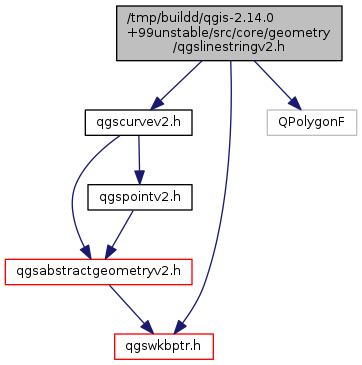 /tmp/buildd/qgis-2.14.0
+99unstable/src/core/geometry
/qgslinestringv2.h
qgscurvev2.h
QPolygonF
qgspointv2.h
qgsabstractgeometryv2.h
qgswkbptr.h